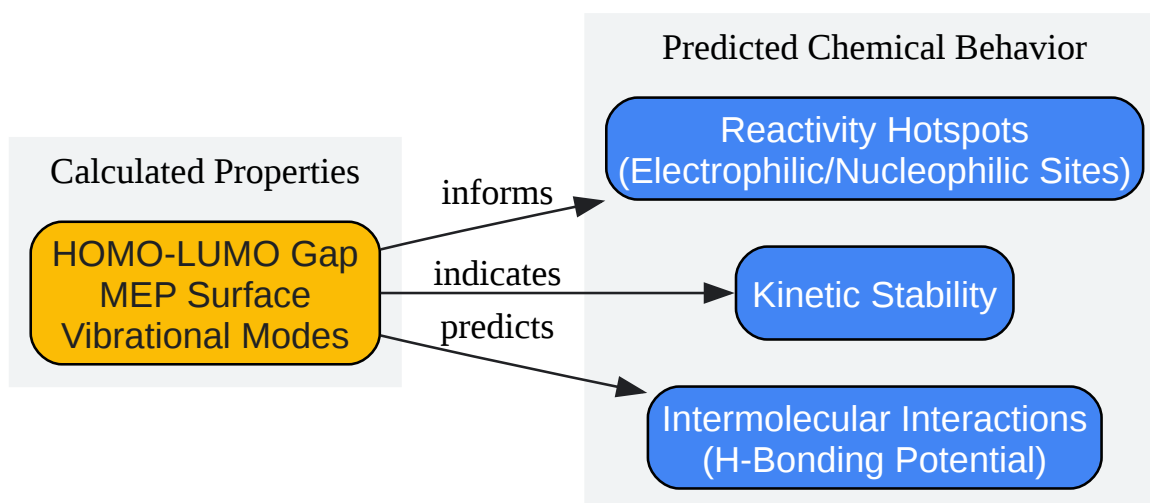 Calculated Properties
HOMO-LUMO Gap
MEP Surface
Vibrational Modes
informs
indicates
predicts
Predicted Chemical Behavior
Reactivity Hotspots
(Electrophilic/Nucleophilic Sites)
Kinetic Stability
Intermolecular Interactions
(H-Bonding Potential)